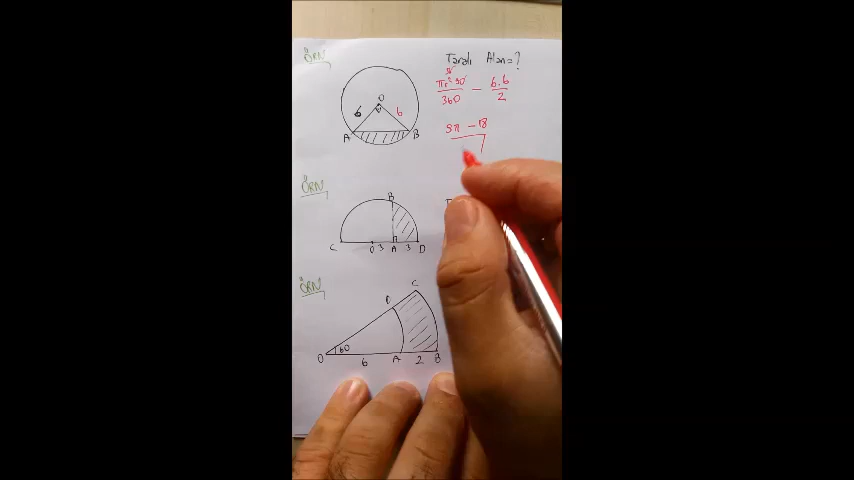 ÖRN
Taralı Alan=?
36
πr² 90 / 360 - 6.6 / 2
9π - 18
O
6
6
A
B
ÖRN
B
C
O
3
A
3
D
ÖRN
C
D
60
O
6
A
2
B